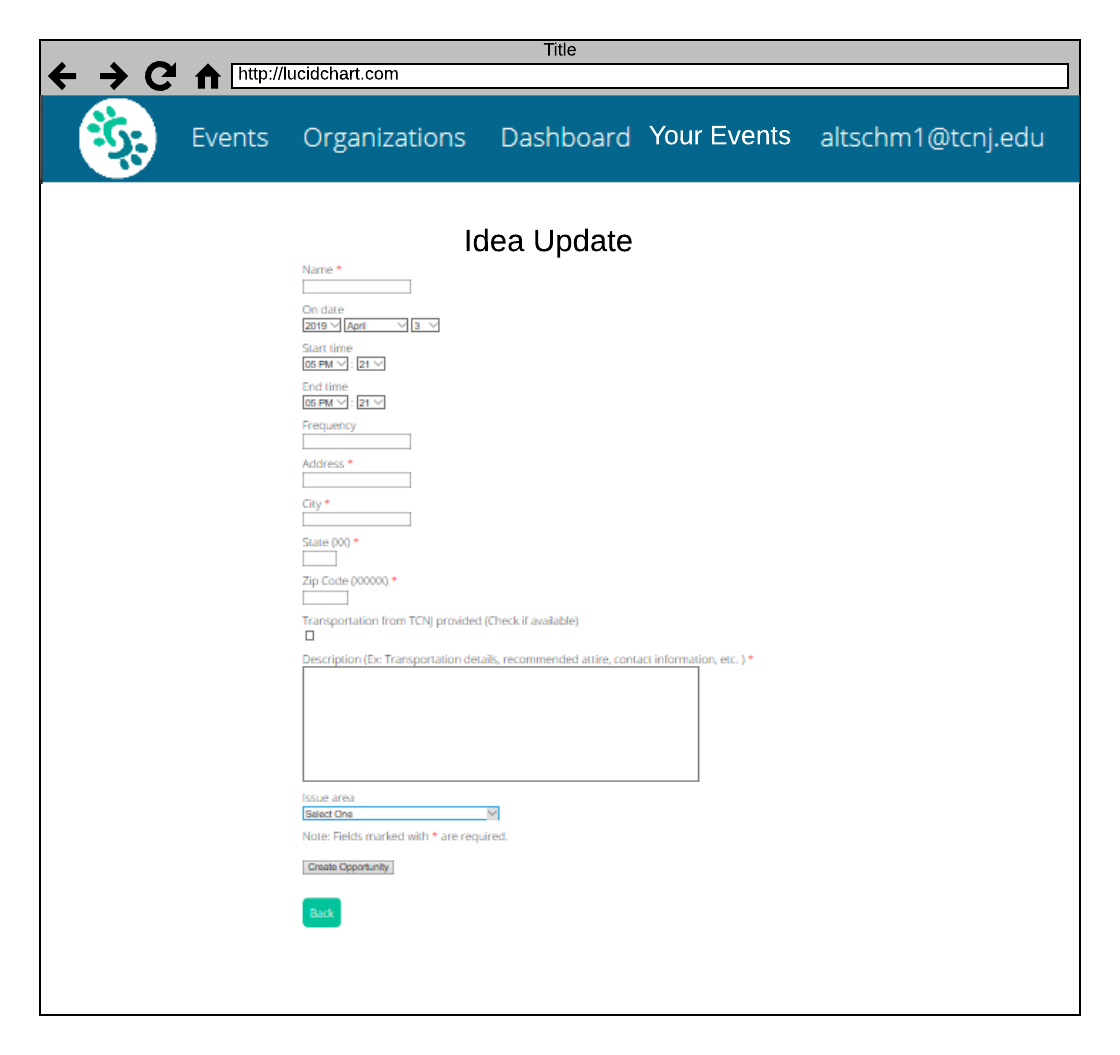 Title
http://lucidchart.com
Events Organizations Dashboard Your Events altschm1@tcnj.edu
Idea Update
Name *
On date
2019 April 3
Start time
05 PM : 21
End time
05 PM : 21
Frequency
Address *
City *
State (XX) *
Zip Code (XXXXX) *
Transportation from TCNJ provided (Check if available)
Description (Ex: Transportation details, recommended attire, contact information, etc. ) *
Issue area
Select One
Note: Fields marked with * are required.
Create Opportunity
Back